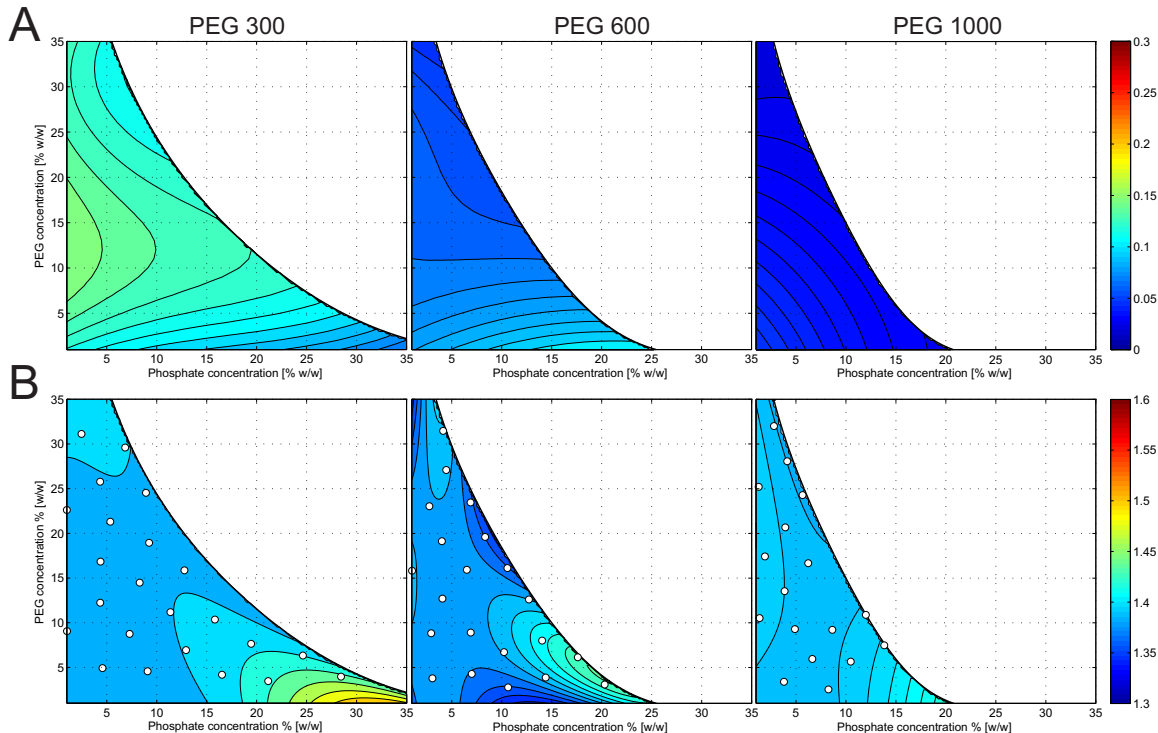 A
PEG 300 PEG 600 PEG 1000
35 30 25 20 15 10 5
PEG concentration [% w/w]
5 10 15 20 25 30 35
5 10 15 20 25 30 35
5 10 15 20 25 30 35
Phosphate concentration [% w/w] Phosphate concentration [% w/w] Phosphate concentration [% w/w]
0.3 0.25 0.2 0.15 0.1 0.05 0
B
35 30 25 20 15 10 5
PEG concentration % [w/w]
5 10 15 20 25 30 35
5 10 15 20 25 30 35
5 10 15 20 25 30 35
Phosphate concentration % [w/w] Phosphate concentration % [w/w] Phosphate concentration % [w/w]
1.6 1.55 1.5 1.45 1.4 1.35 1.3